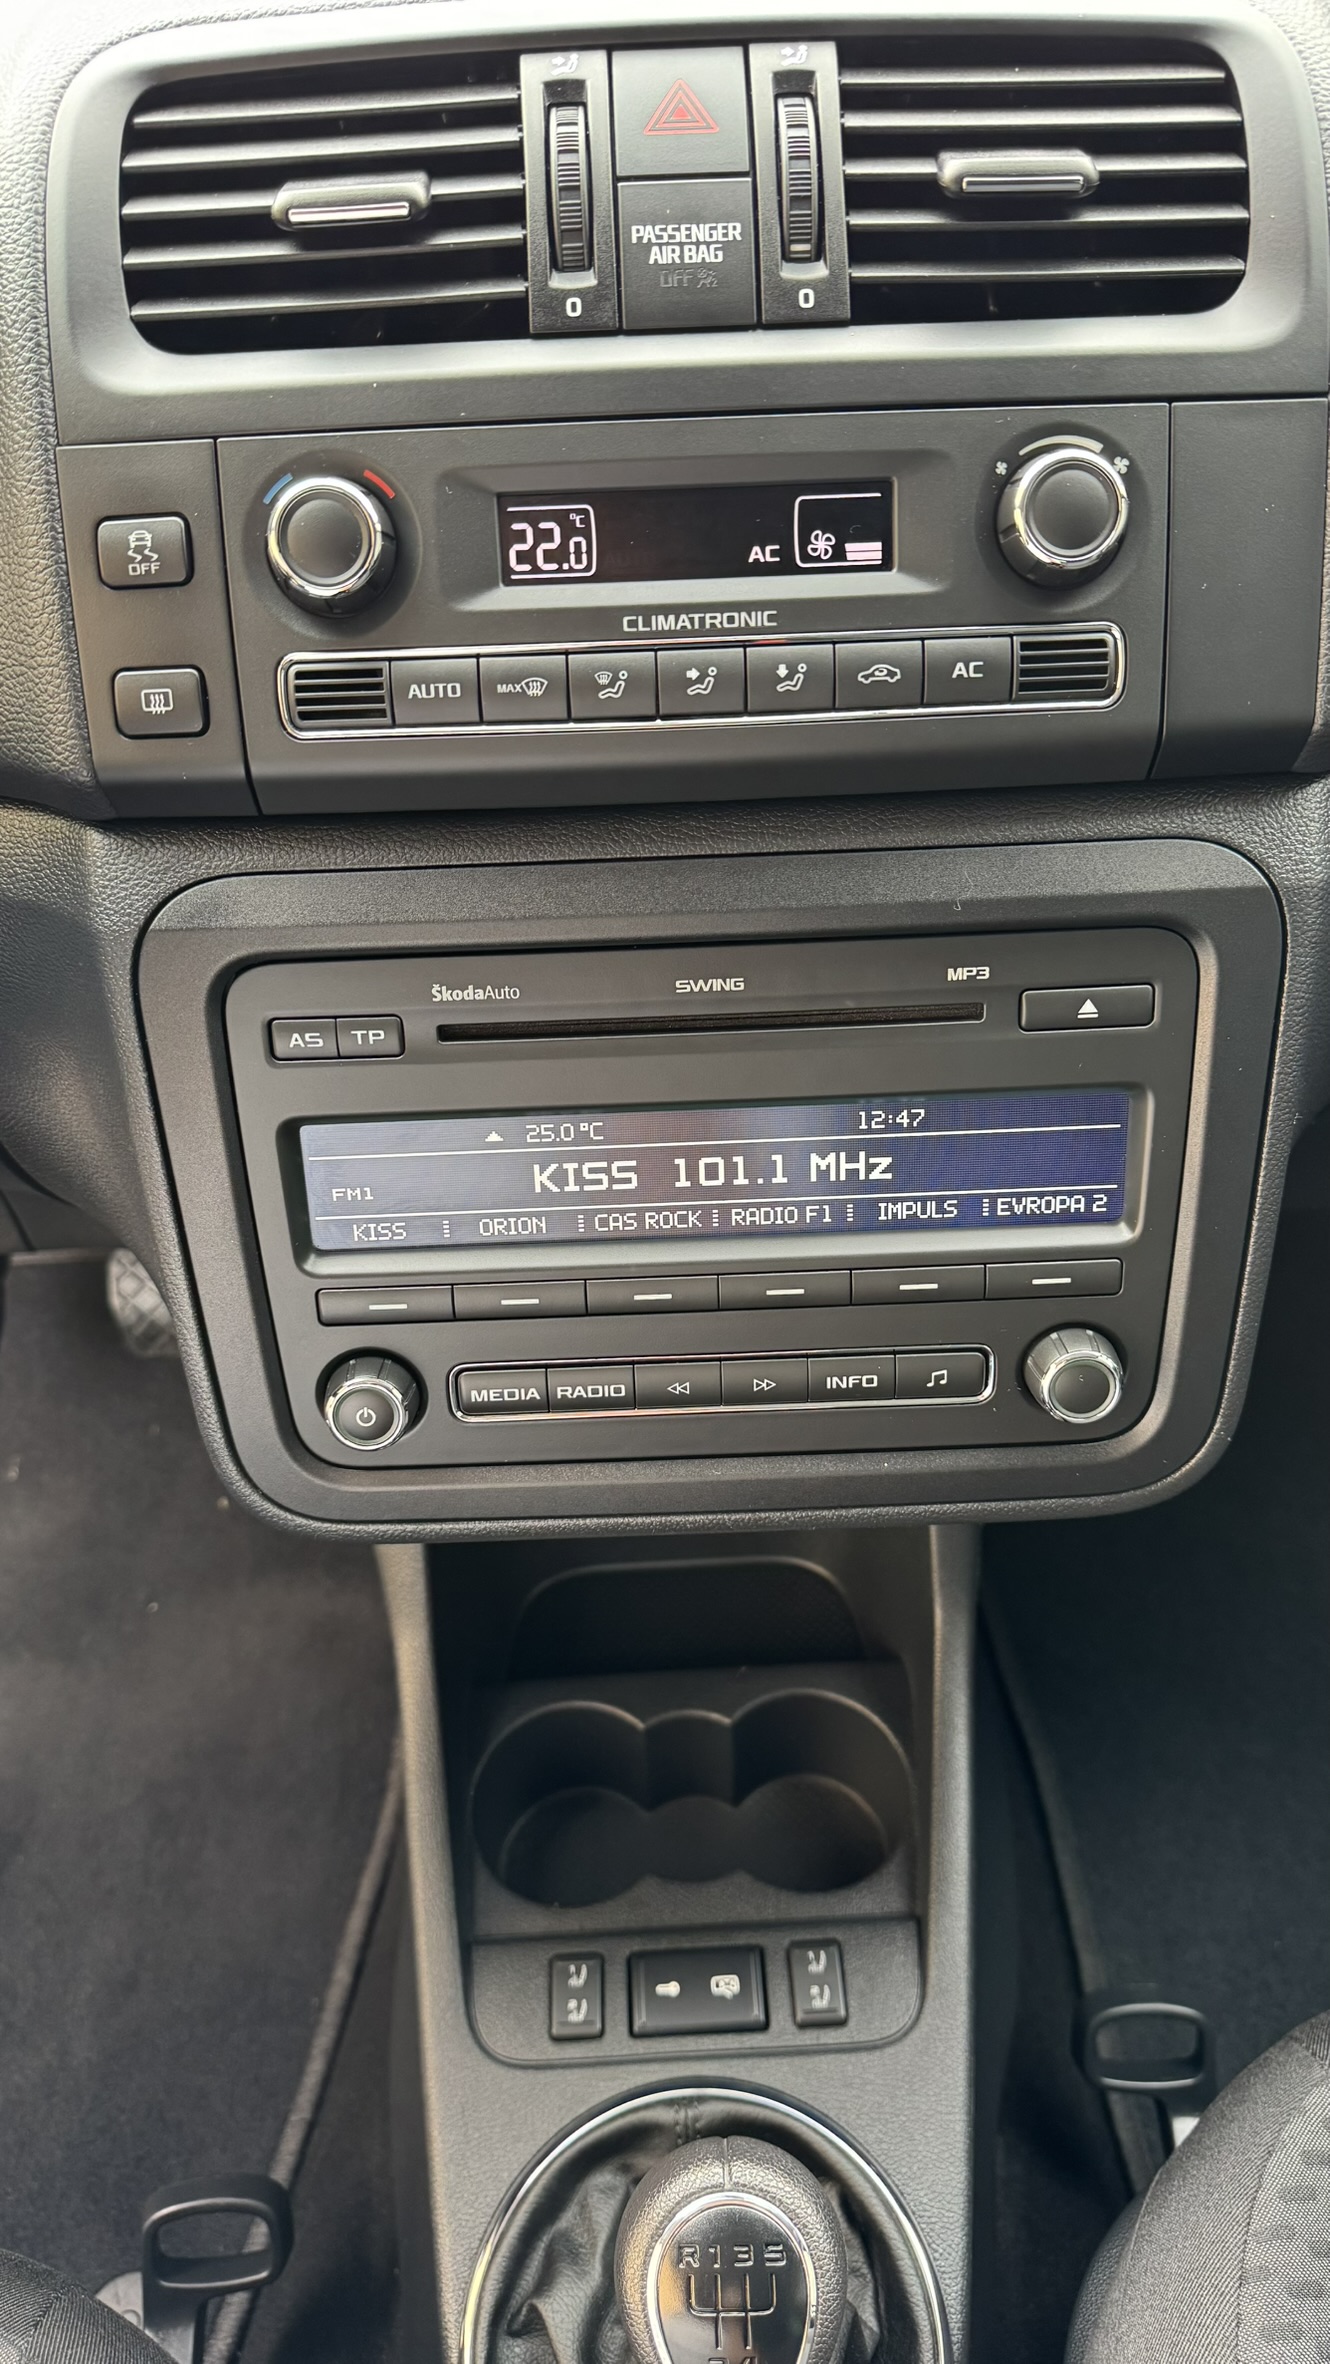 PASSENGER
AIR BAG
OFF
0 0
22.0 °C
AC
OFF
CLIMATRONIC
AUTO MAX AC
ŠkodaAuto SWING MP3
AS TP
25.0 °C 12:47
KISS 101.1 MHz
FM1
KISS ORION CAS ROCK RADIO F1 IMPULS EVROPA 2
MEDIA RADIO INFO
R 1 3 5
2 4